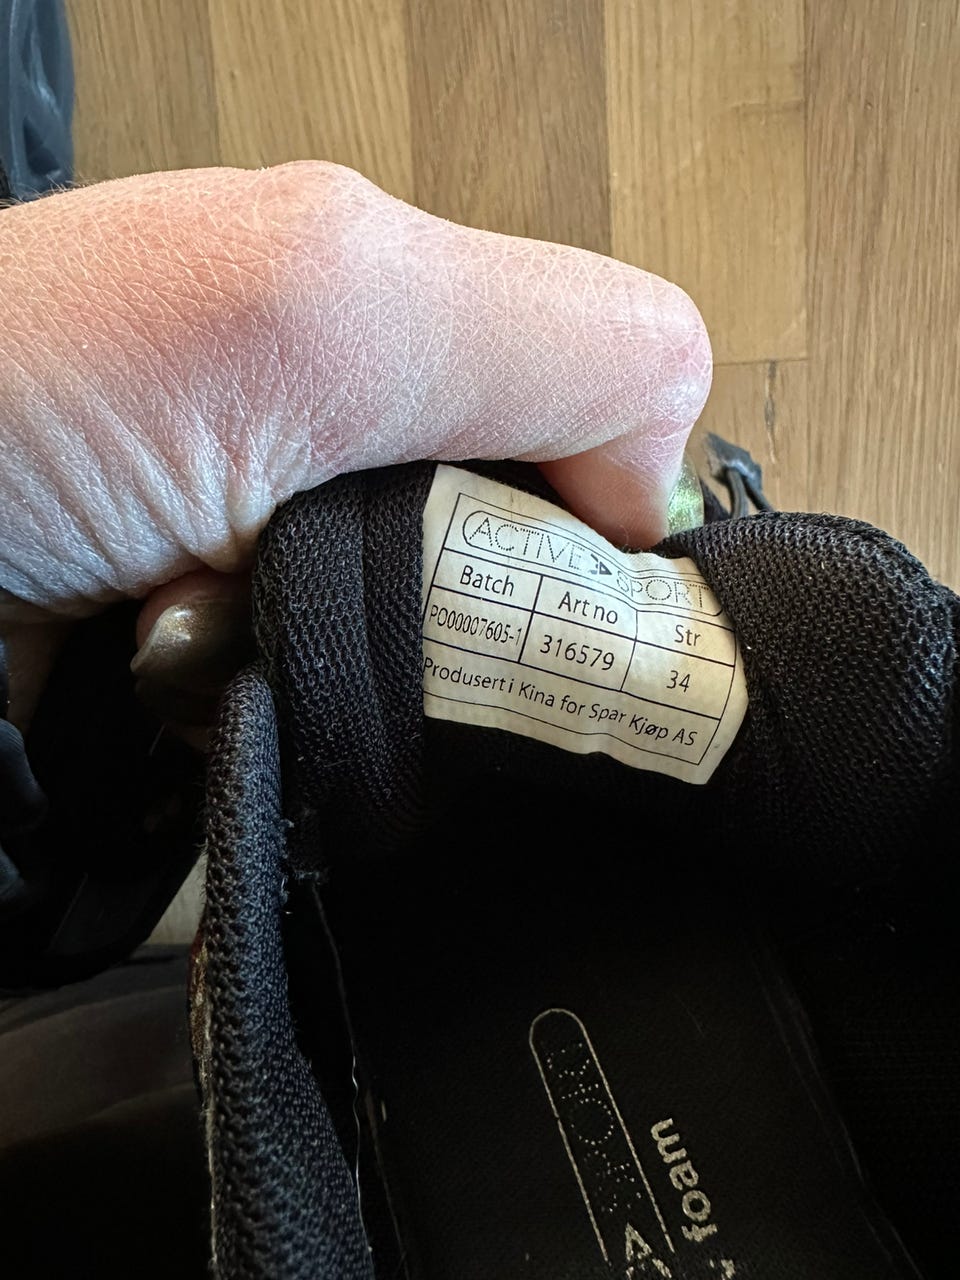 ACTIVE SPORT
Batch Art no Str
PO00007605-1 316579 34
Produsert i Kina for Spar Kjøp AS
foam